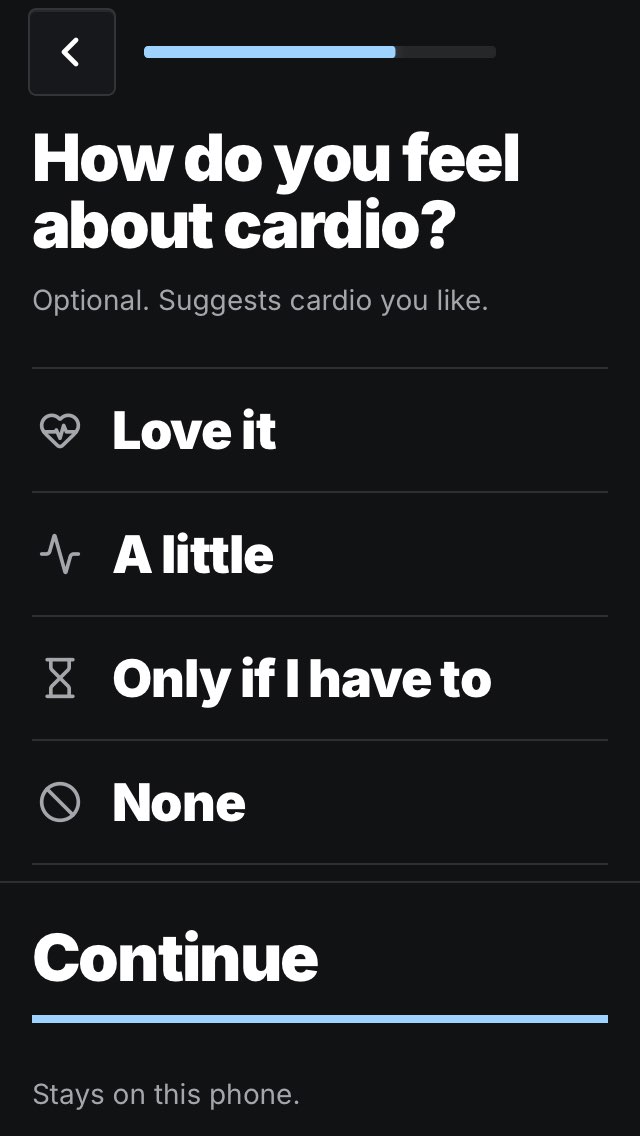 How do you feel
about cardio?
Optional. Suggests cardio you like.
Love it
A little
Only if I have to
None
Continue
Stays on this phone.